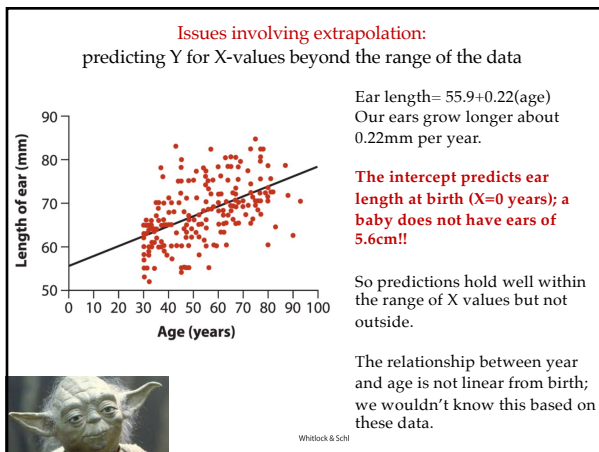 Issues involving extrapolation:
predicting Y for X-values beyond the range of the data
Length of ear (mm)
90
80
70
60
50
0 10 20 30 40 50 60 70 80 90 100
Age (years)
Ear length= 55.9+0.22(age)
Our ears grow longer about
0.22mm per year.
The intercept predicts ear
length at birth (X=0 years); a
baby does not have ears of
5.6cm!!
So predictions hold well within
the range of X values but not
outside.
The relationship between year
and age is not linear from birth;
we wouldn't know this based on
these data.
Whitlock & Schl